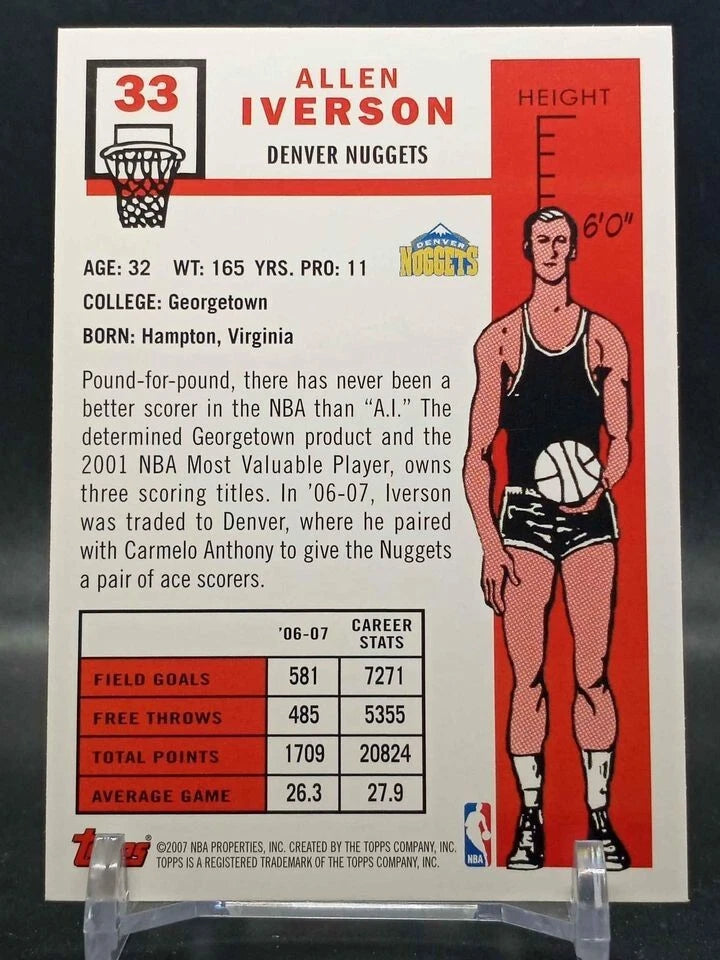 33
ALLEN
IVERSON
DENVER NUGGETS
HEIGHT
6'0"
DENVER
NUGGETS
AGE: 32 WT: 165 YRS. PRO: 11
COLLEGE: Georgetown
BORN: Hampton, Virginia
Pound-for-pound, there has never been a
better scorer in the NBA than “A.I.” The
determined Georgetown product and the
2001 NBA Most Valuable Player, owns
three scoring titles. In ’06-07, Iverson
was traded to Denver, where he paired
with Carmelo Anthony to give the Nuggets
a pair of ace scorers.
’06-07 CAREER
STATS
FIELD GOALS 581 7271
FREE THROWS 485 5355
TOTAL POINTS 1709 20824
AVERAGE GAME 26.3 27.9
topps®
©2007 NBA PROPERTIES, INC. CREATED BY THE TOPPS COMPANY, INC.
TOPPS IS A REGISTERED TRADEMARK OF THE TOPPS COMPANY, INC.
NBA